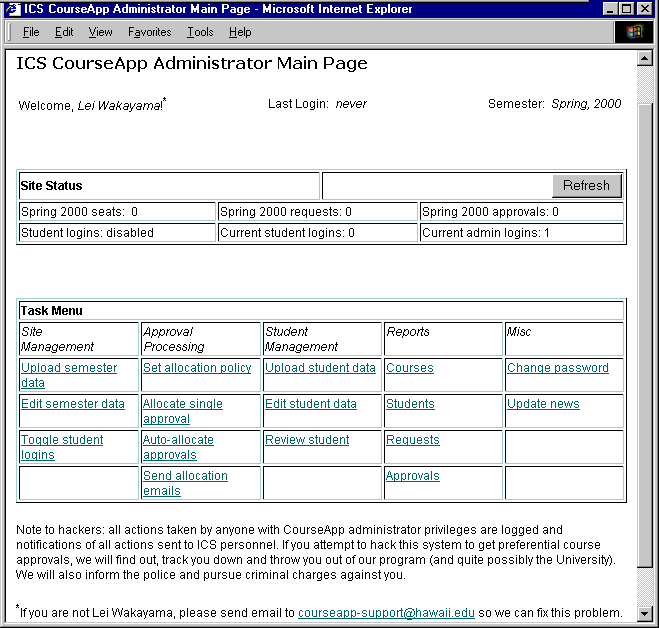 ICS CourseApp Administrator Main Page - Microsoft Internet Explorer
File Edit View Favorites Tools Help
ICS CourseApp Administrator Main Page
Welcome, Lei Wakayama!* Last Login: never Semester: Spring, 2000
Site Status Refresh
Spring 2000 seats: 0 Spring 2000 requests: 0 Spring 2000 approvals: 0
Student logins: disabled Current student logins: 0 Current admin logins: 1
Task Menu
Site Approval Student Reports Misc
Management Processing Management
Upload semester Set allocation policy Upload student data Courses Change password
data
Edit semester data Allocate single Edit student data Students Update news
approval
Toggle student Auto-allocate Review student Requests
logins approvals
Send allocation Approvals
emails
Note to hackers: all actions taken by anyone with CourseApp administrator privileges are logged and
notifications of all actions sent to ICS personnel. If you attempt to hack this system to get preferential course
approvals, we will find out, track you down and throw you out of our program (and quite possibly the University).
We will also inform the police and pursue criminal charges against you.
*If you are not Lei Wakayama, please send email to courseapp-support@hawaii.edu so we can fix this problem.